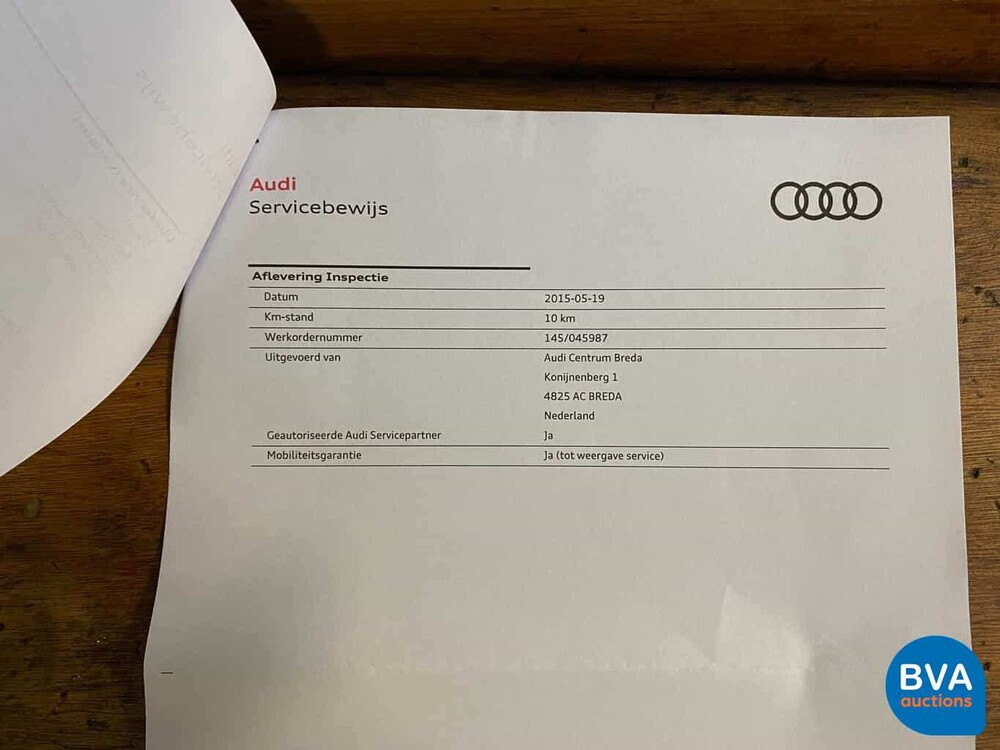 Audi
Servicebewijs
Aflevering Inspectie
Datum 2015-05-19
Km-stand 10 km
Werkordernummer 145/045987
Uitgevoerd van Audi Centrum Breda
Konijnenberg 1
4825 AC BREDA
Nederland
Geautoriseerde Audi Servicepartner Ja
Mobiliteitsgarantie Ja (tot weergave service)
BVA
auctions